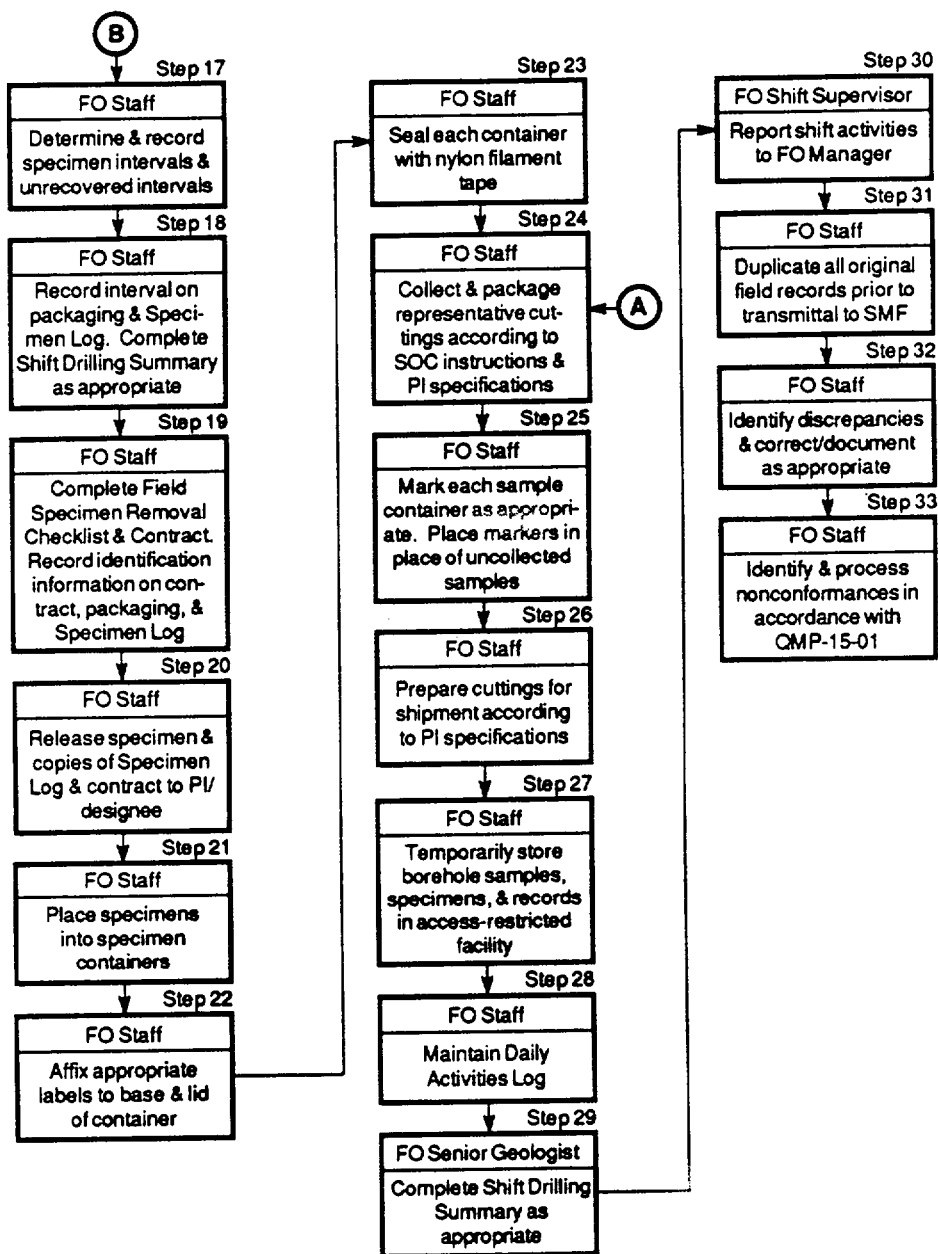 B
Step 17
FO Staff
Determine & record
specimen intervals &
unrecovered intervals
Step 18
FO Staff
Record interval on
packaging & Speci-
men Log. Complete
Shift Drilling Summary
as appropriate
Step 19
FO Staff
Complete Field
Specimen Removal
Checklist & Contract.
Record identification
information on con-
tract, packaging, &
Specimen Log
Step 20
FO Staff
Release specimen &
copies of Specimen
Log & contract to PI/
designee
Step 21
FO Staff
Place specimens
into specimen
containers
Step 22
FO Staff
Affix appropriate
labels to base & lid
of container
Step 23
FO Staff
Seal each container
with nylon filament
tape
Step 24
FO Staff
Collect & package
representative cut-
tings according to
SOC instructions &
PI specifications
A
Step 25
FO Staff
Mark each sample
container as appropri-
ate. Place markers in
place of uncollected
samples
Step 26
FO Staff
Prepare cuttings for
shipment according
to PI specifications
Step 27
FO Staff
Temporarily store
borehole samples,
specimens, & records
in access-restricted
facility
Step 28
FO Staff
Maintain Daily
Activities Log
Step 29
FO Senior Geologist
Complete Shift Drilling
Summary as
appropriate
Step 30
FO Shift Supervisor
Report shift activities
to FO Manager
Step 31
FO Staff
Duplicate all original
field records prior to
transmittal to SMF
Step 32
FO Staff
Identify discrepancies
& correct/document
as appropriate
Step 33
FO Staff
Identify & process
nonconformances in
accordance with
QMP-15-01